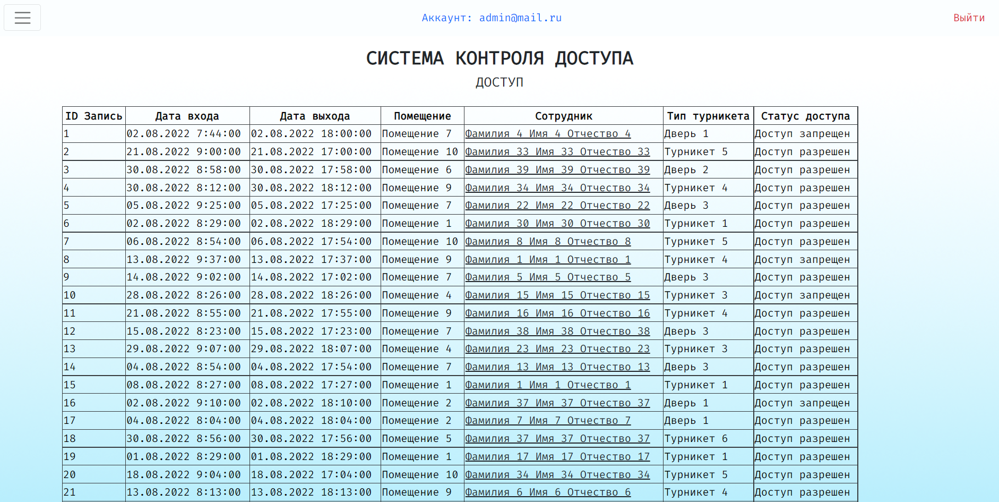 Аккаунт: admin@mail.ru Выйти
СИСТЕМА КОНТРОЛЯ ДОСТУПА
ДОСТУП
ID Запись Дата входа Дата выхода Помещение Сотрудник Тип турникета Статус доступа
1 02.08.2022 7:44:00 02.08.2022 18:00:00 Помещение 7 Фамилия 4 Имя 4 Отчество 4 Дверь 1 Доступ запрещен
2 21.08.2022 9:00:00 21.08.2022 17:00:00 Помещение 10 Фамилия 33 Имя 33 Отчество 33 Турникет 5 Доступ разрешен
3 30.08.2022 8:58:00 30.08.2022 17:58:00 Помещение 6 Фамилия 39 Имя 39 Отчество 39 Дверь 2 Доступ разрешен
4 30.08.2022 8:12:00 30.08.2022 18:12:00 Помещение 9 Фамилия 34 Имя 34 Отчество 34 Турникет 4 Доступ разрешен
5 05.08.2022 9:25:00 05.08.2022 17:25:00 Помещение 7 Фамилия 22 Имя 22 Отчество 22 Дверь 3 Доступ разрешен
6 02.08.2022 8:29:00 02.08.2022 18:29:00 Помещение 1 Фамилия 30 Имя 30 Отчество 30 Турникет 1 Доступ разрешен
7 06.08.2022 8:54:00 06.08.2022 17:54:00 Помещение 10 Фамилия 8 Имя 8 Отчество 8 Турникет 5 Доступ разрешен
8 13.08.2022 9:37:00 13.08.2022 17:37:00 Помещение 9 Фамилия 1 Имя 1 Отчество 1 Турникет 4 Доступ запрещен
9 14.08.2022 9:02:00 14.08.2022 17:02:00 Помещение 7 Фамилия 5 Имя 5 Отчество 5 Дверь 3 Доступ разрешен
10 28.08.2022 8:26:00 28.08.2022 18:26:00 Помещение 4 Фамилия 15 Имя 15 Отчество 15 Турникет 3 Доступ запрещен
11 21.08.2022 8:55:00 21.08.2022 17:55:00 Помещение 9 Фамилия 16 Имя 16 Отчество 16 Турникет 4 Доступ разрешен
12 15.08.2022 8:23:00 15.08.2022 17:23:00 Помещение 7 Фамилия 38 Имя 38 Отчество 38 Дверь 3 Доступ разрешен
13 29.08.2022 9:07:00 29.08.2022 18:07:00 Помещение 4 Фамилия 23 Имя 23 Отчество 23 Турникет 3 Доступ разрешен
14 04.08.2022 8:54:00 04.08.2022 17:54:00 Помещение 7 Фамилия 13 Имя 13 Отчество 13 Дверь 3 Доступ разрешен
15 08.08.2022 8:27:00 08.08.2022 17:27:00 Помещение 1 Фамилия 1 Имя 1 Отчество 1 Турникет 1 Доступ разрешен
16 02.08.2022 9:10:00 02.08.2022 18:10:00 Помещение 2 Фамилия 37 Имя 37 Отчество 37 Дверь 1 Доступ запрещен
17 04.08.2022 8:04:00 04.08.2022 18:04:00 Помещение 2 Фамилия 7 Имя 7 Отчество 7 Дверь 1 Доступ разрешен
18 30.08.2022 8:56:00 30.08.2022 17:56:00 Помещение 5 Фамилия 37 Имя 37 Отчество 37 Турникет 6 Доступ разрешен
19 01.08.2022 8:29:00 01.08.2022 18:29:00 Помещение 1 Фамилия 17 Имя 17 Отчество 17 Турникет 1 Доступ разрешен
20 18.08.2022 9:04:00 18.08.2022 17:04:00 Помещение 10 Фамилия 34 Имя 34 Отчество 34 Турникет 5 Доступ разрешен
21 13.08.2022 8:13:00 13.08.2022 18:13:00 Помещение 9 Фамилия 6 Имя 6 Отчество 6 Турникет 4 Доступ разрешен